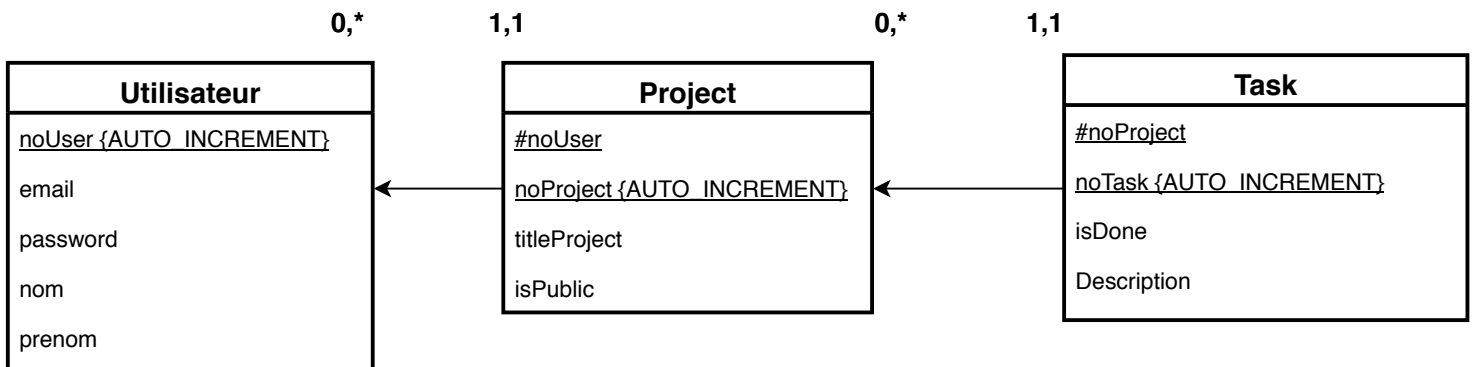 0,*
1,1
0,*
1,1
Utilisateur
noUser {AUTO_INCREMENT}
email
password
nom
prenom
Project
#noUser
noProject {AUTO_INCREMENT}
titleProject
isPublic
Task
#noProject
noTask {AUTO_INCREMENT}
isDone
Description